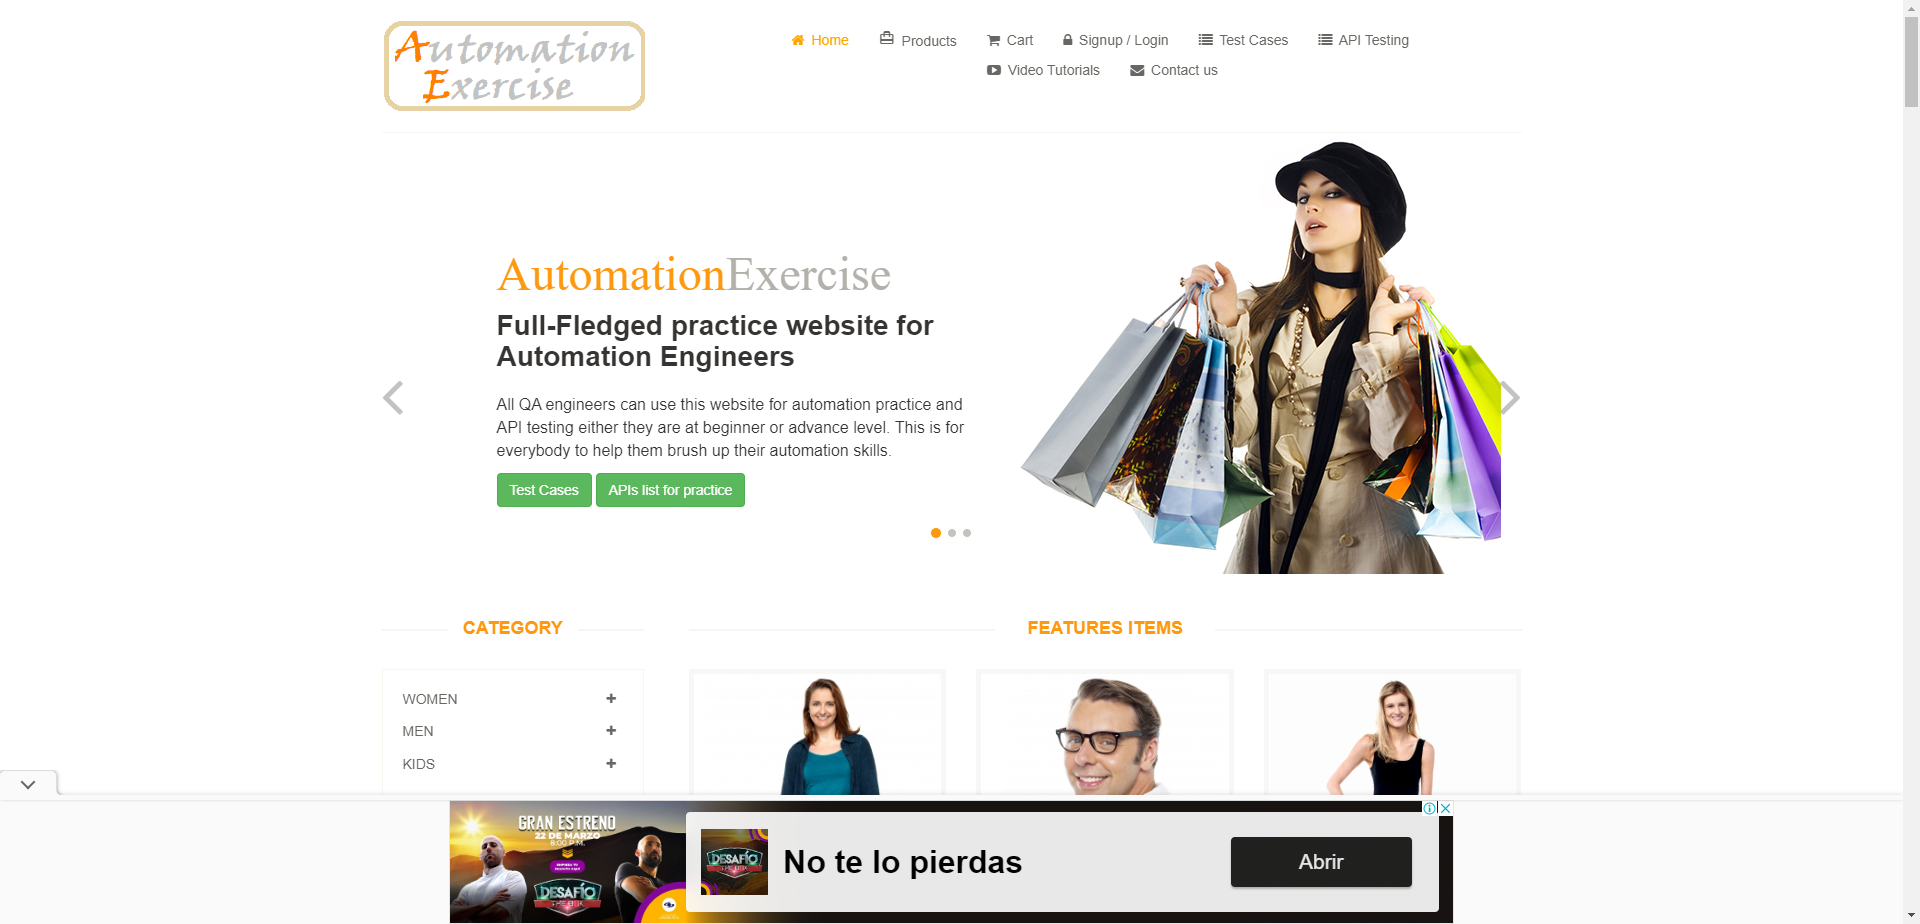 Automation
Exercise
Home
Products
Cart
Signup / Login
Test Cases
API Testing
Video Tutorials
Contact us
AutomationExercise
Full-Fledged practice website for
Automation Engineers
All QA engineers can use this website for automation practice and
API testing either they are at beginner or advance level. This is for
everybody to help them brush up their automation skills.
Test Cases
APIs list for practice
CATEGORY
FEATURES ITEMS
WOMEN
MEN
KIDS
GRAN ESTRENO
22 DE MARZO
8:00 P.M.
DESAFÍO
THE BOX
DESAFÍO
THE BOX
No te lo pierdas
Abrir